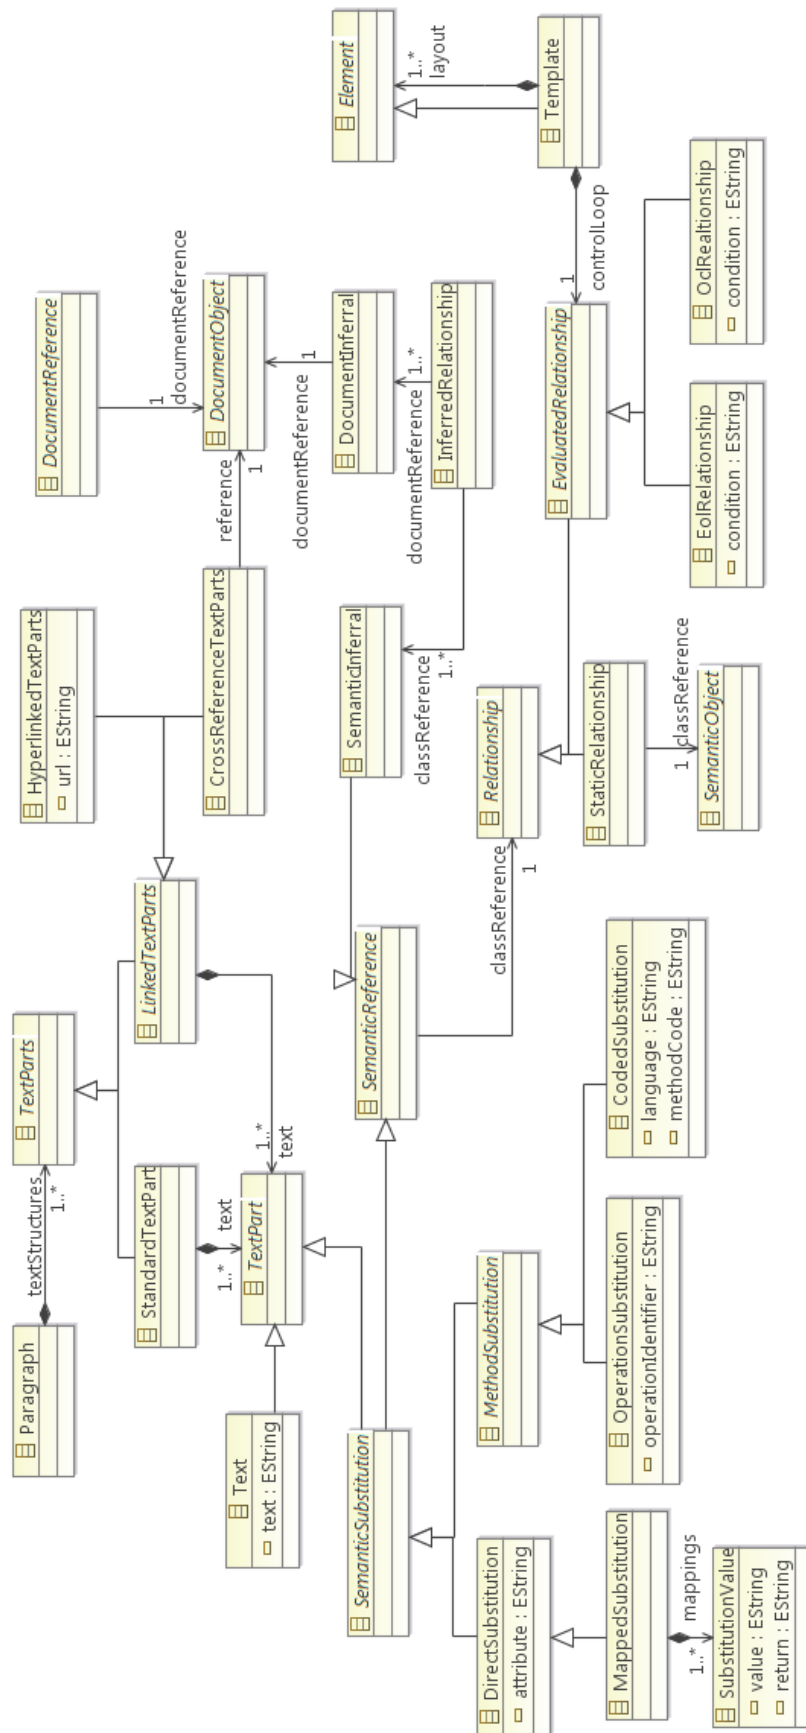 Paragraph
textStructures
1..*
TextParts
StandardTextPart
LinkedTextParts
HyperlinkedTextParts
url : EString
CrossReferenceTextParts
reference
1
DocumentReference
1
documentReference
DocumentObject
1
documentReference
DocumentInferral
1..*
documentReference
InferredRelationship
Element
1..*
layout
Template
1
controlLoop
text
1..*
1..*
text
TextPart
Text
text : EString
SemanticSubstitution
SemanticReference
SemanticInferral
classReference
1..*
classReference
1
Relationship
EvaluatedRelationship
StaticRelationship
1 classReference
SemanticObject
EolRelationship
condition : EString
OclRealtionship
condition : EString
MethodSubstitution
OperationSubstitution
operationIdentifier : EString
CodedSubstitution
language : EString
methodCode : EString
DirectSubstitution
attribute : EString
MappedSubstitution
mappings
1..*
SubstitutionValue
value : EString
return : EString